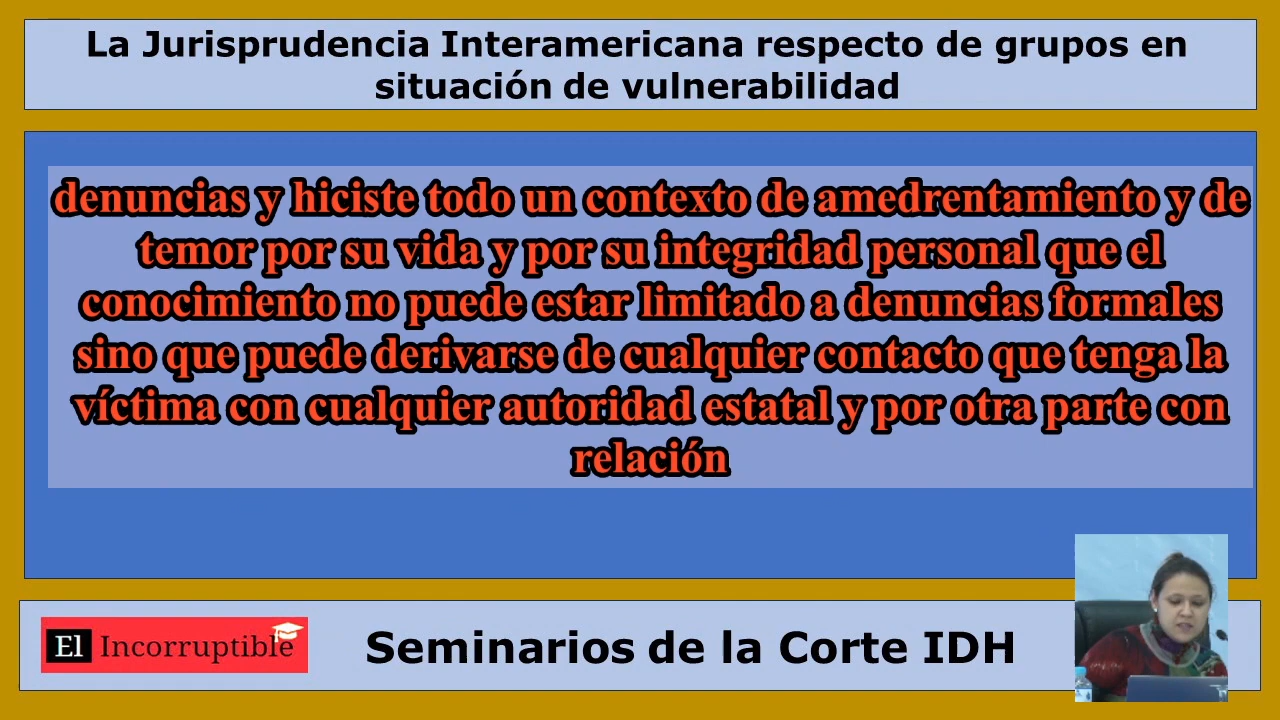 La Jurisprudencia Interamericana respecto de grupos en
situación de vulnerabilidad
denuncias y hiciste todo un contexto de amedrentamiento y de
temor por su vida y por su integridad personal que el
conocimiento no puede estar limitado a denuncias formales
sino que puede derivarse de cualquier contacto que tenga la
víctima con cualquier autoridad estatal y por otra parte con
relación
El Incorruptible
Seminarios de la Corte IDH